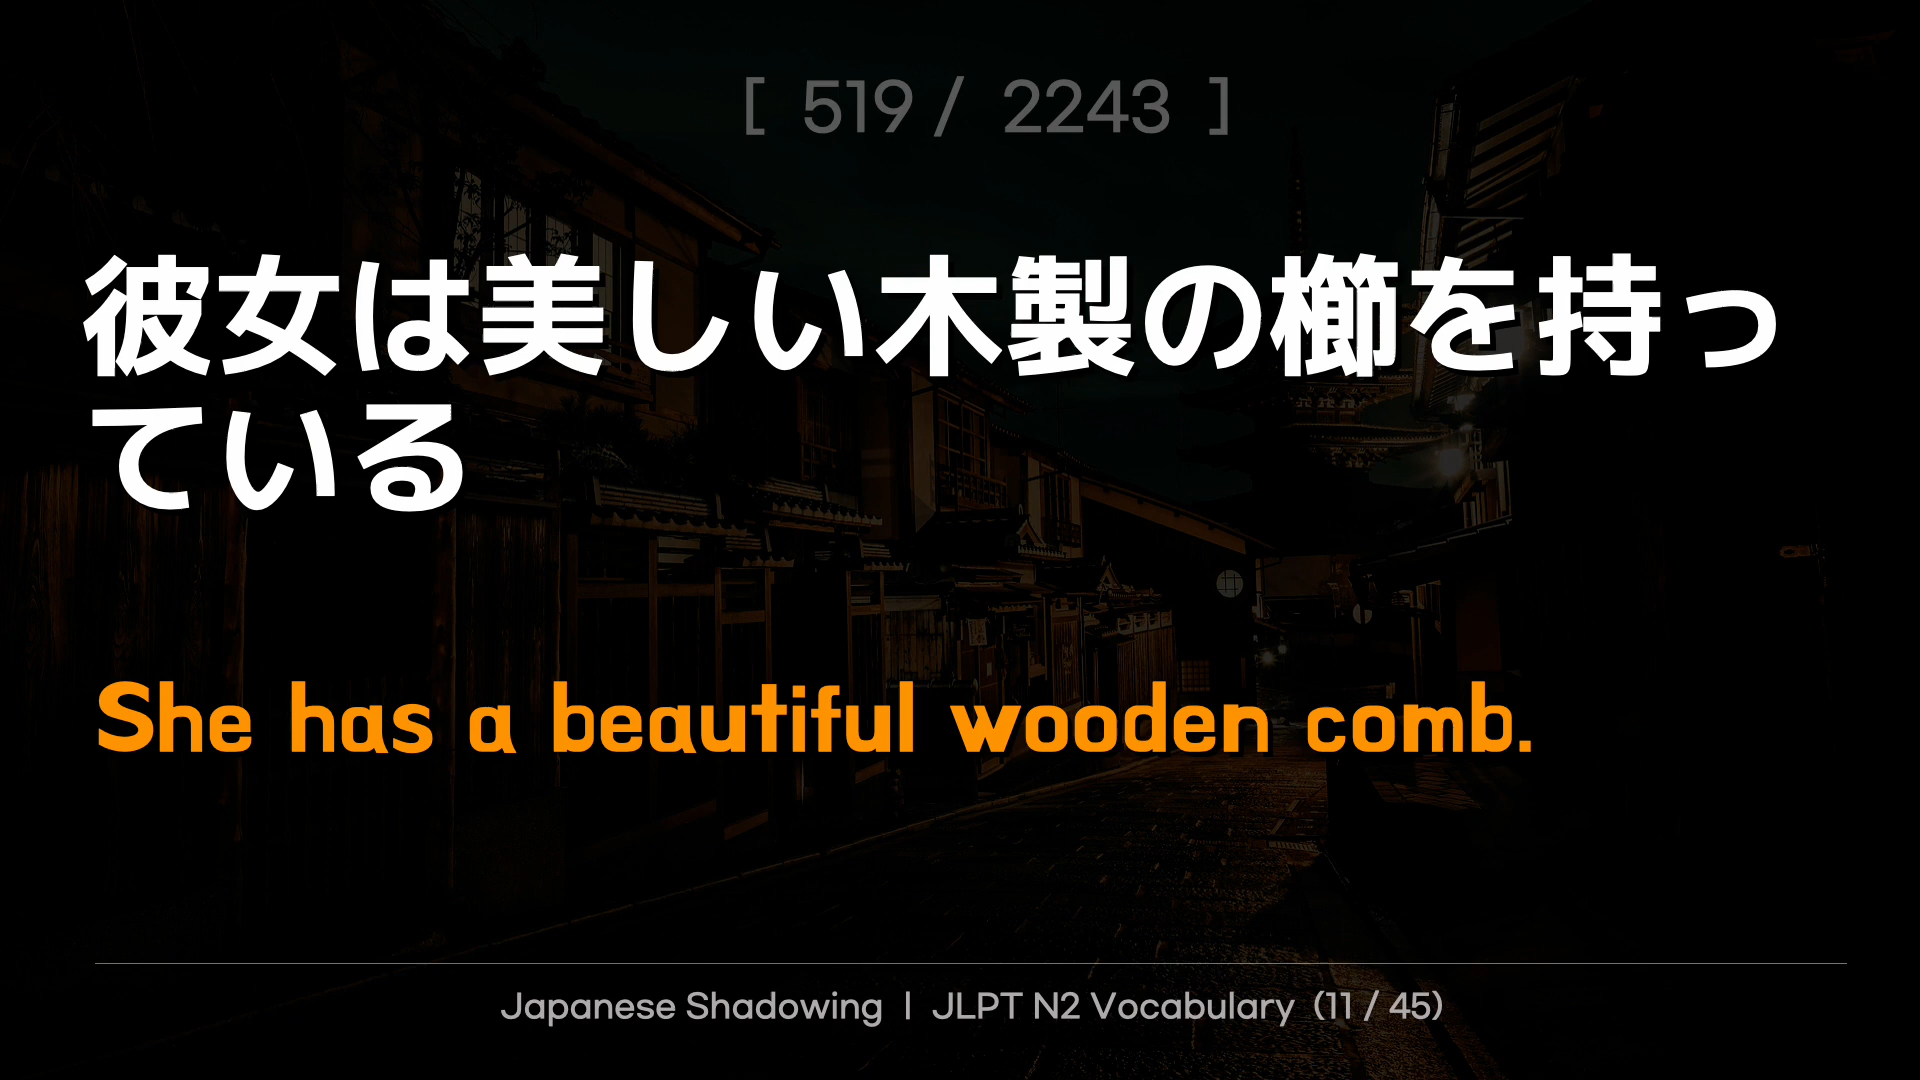 [ 519 / 2243 ]
彼女は美しい木製の櫛を持っ
ている
She has a beautiful wooden comb.
Japanese Shadowing | JLPT N2 Vocabulary (11 / 45)